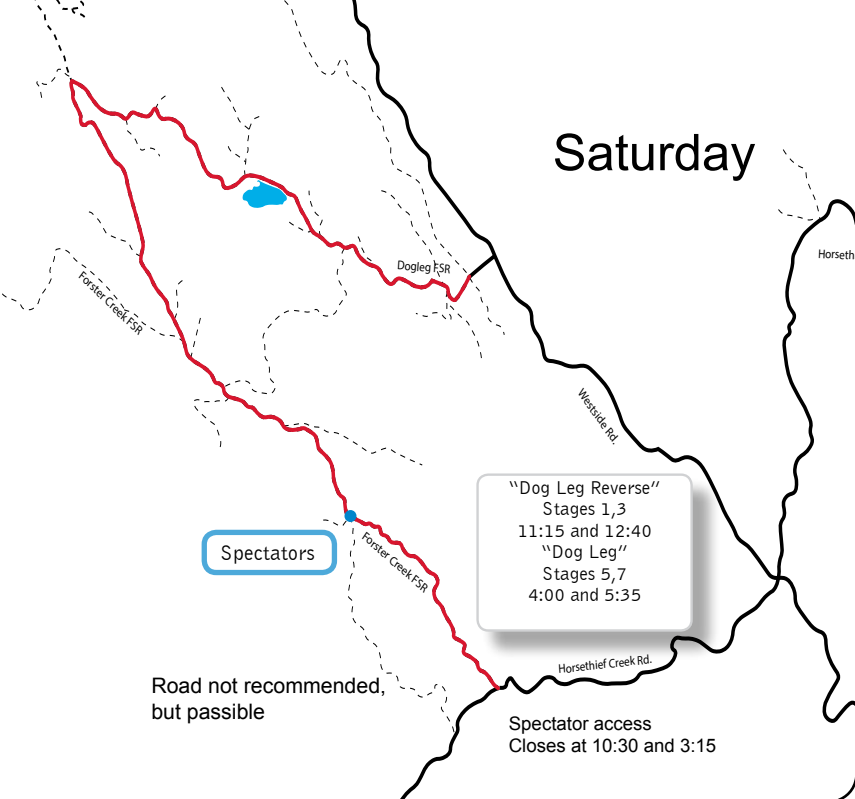 Saturday
Horseth
Dogleg FSR
Forster Creek FSR
Westside Rd.
"Dog Leg Reverse"
Stages 1,3
11:15 and 12:40
"Dog Leg"
Stages 5,7
4:00 and 5:35
Spectators
Forster Creek FSR
Horsethief Creek Rd.
Road not recommended,
but passible
Spectator access
Closes at 10:30 and 3:15